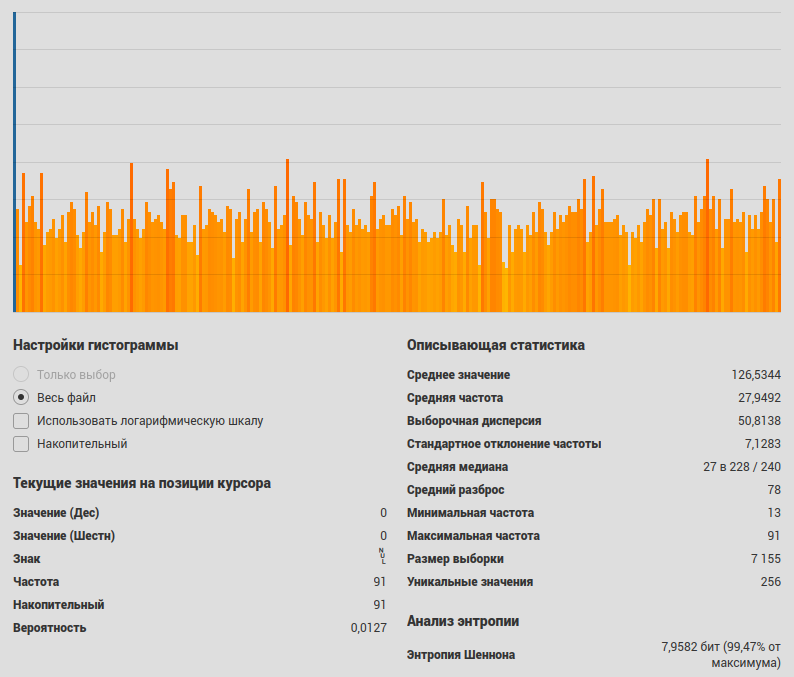 Настройки гистограммы
Только выбор
Весь файл
Использовать логарифмическую шкалу
Накопительный
Текущие значения на позиции курсора
Значение (Дес) 0
Значение (Шестн) 0
Знак NUL
Частота 91
Накопительный 91
Вероятность 0,0127
Описывающая статистика
Среднее значение 126,5344
Средняя частота 27,9492
Выборочная дисперсия 50,8138
Стандартное отклонение частоты 7,1283
Средняя медиана 27 в 228 / 240
Средний разброс 78
Минимальная частота 13
Максимальная частота 91
Размер выборки 7 155
Уникальные значения 256
Анализ энтропии
Энтропия Шеннона 7,9582 бит (99,47% от
максимума)